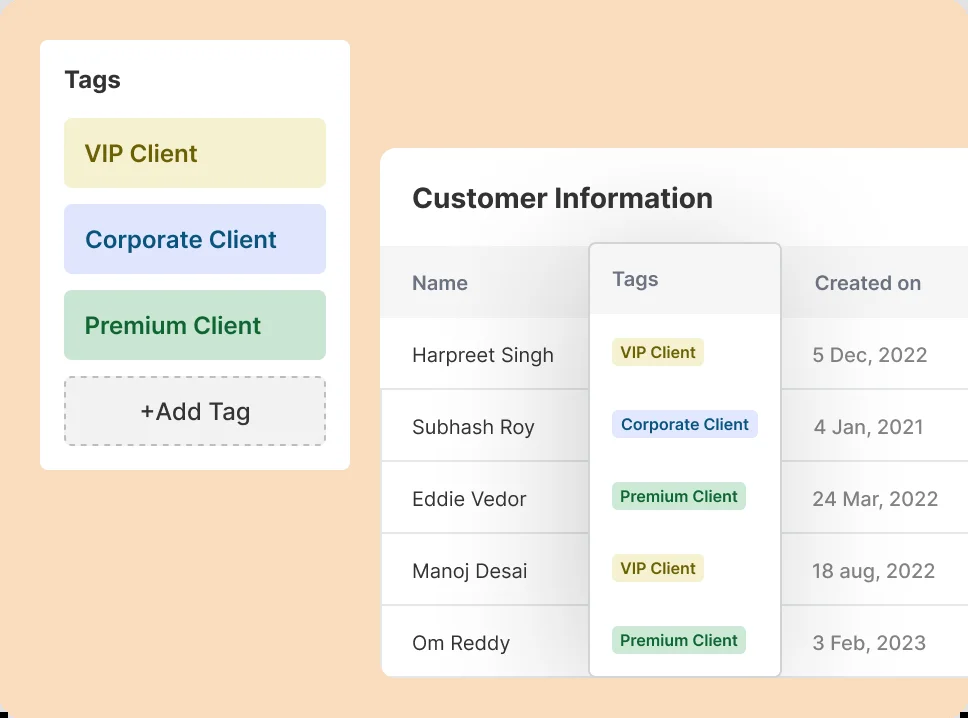 Tags
VIP Client
Corporate Client
Premium Client
+Add Tag
Customer Information
Name Tags Created on
Harpreet Singh VIP Client 5 Dec, 2022
Subhash Roy Corporate Client 4 Jan, 2021
Eddie Vedor Premium Client 24 Mar, 2022
Manoj Desai VIP Client 18 aug, 2022
Om Reddy Premium Client 3 Feb, 2023